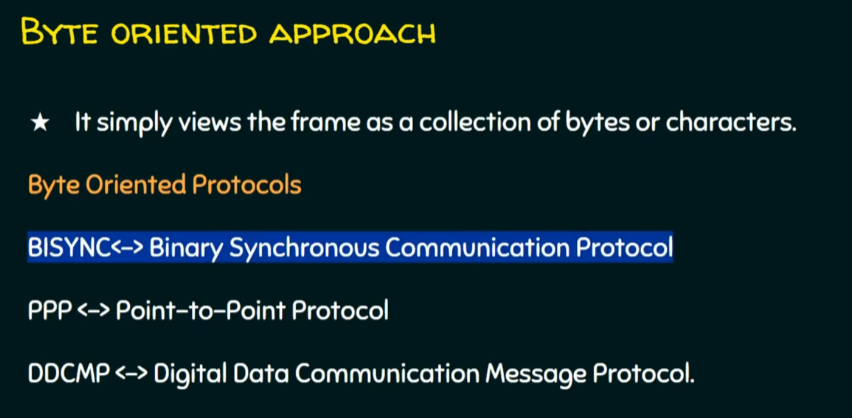 BYTE ORIENTED APPROACH
★ It simply views the frame as a collection of bytes or characters.
Byte Oriented Protocols
BISYNC<–> Binary Synchronous Communication Protocol
PPP <–> Point-to-Point Protocol
DDCMP <–> Digital Data Communication Message Protocol.